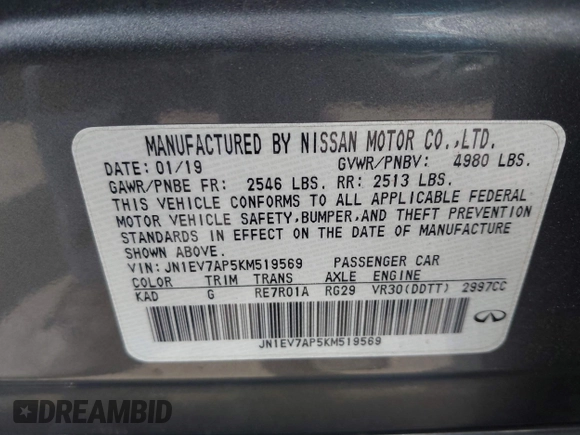 MANUFACTURED BY NISSAN MOTOR CO.,LTD.
DATE: 01/19 GVWR/PNBV: 4980 LBS.
GAWR/PNBE FR: 2546 LBS. RR: 2513 LBS.
THIS VEHICLE CONFORMS TO ALL APPLICABLE FEDERAL
MOTOR VEHICLE SAFETY,BUMPER,AND THEFT PREVENTION
STANDARDS IN EFFECT ON THE DATE OF MANUFACTURE
SHOWN ABOVE.
VIN: JN1EV7AP5KM519569 PASSENGER CAR
COLOR TRIM TRANS AXLE ENGINE
KAD G RE7R01A RG29 VR30(DDTT) 2997CC
JN1EV7AP5KM519569
DREAMBID